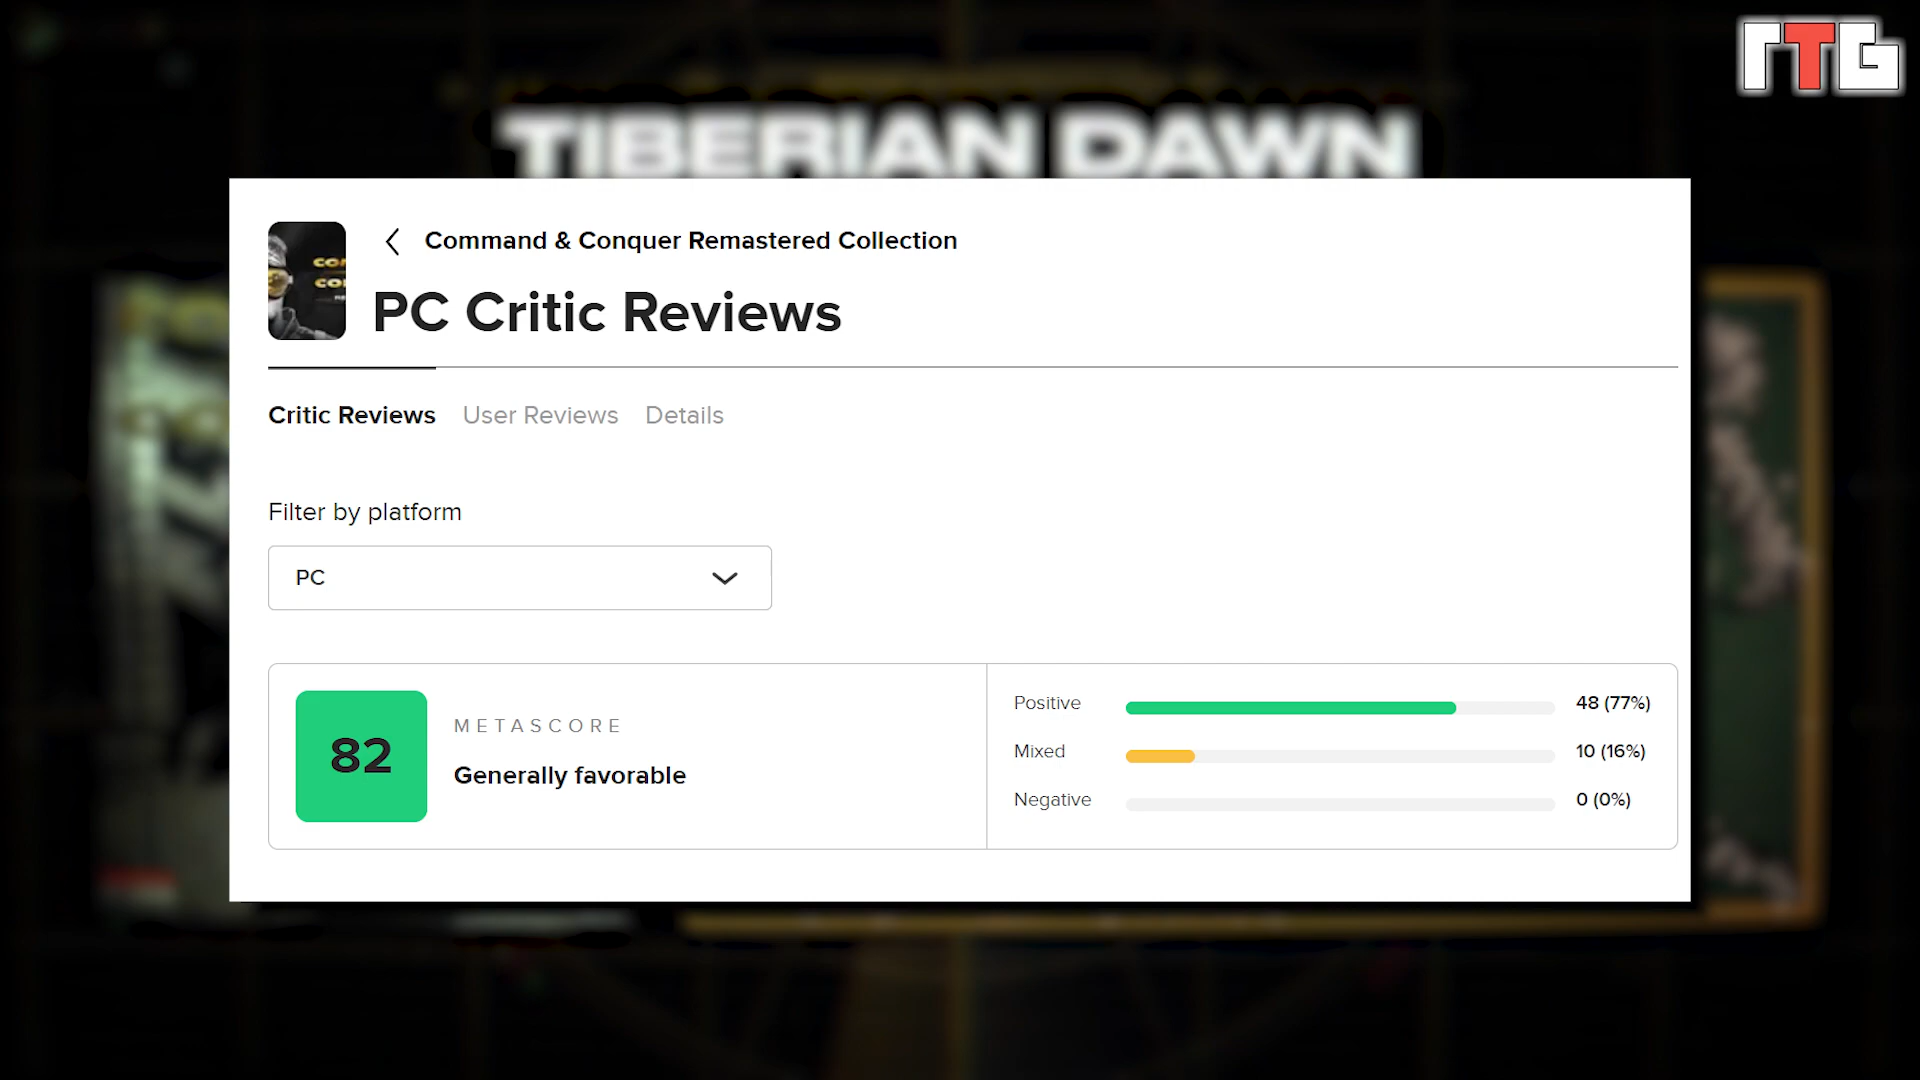 ITG
TIBERIAN DAWN
Command & Conquer Remastered Collection
PC Critic Reviews
Critic Reviews User Reviews Details
Filter by platform
PC
82
METASCORE
Generally favorable
Positive 48 (77%)
Mixed 10 (16%)
Negative 0 (0%)